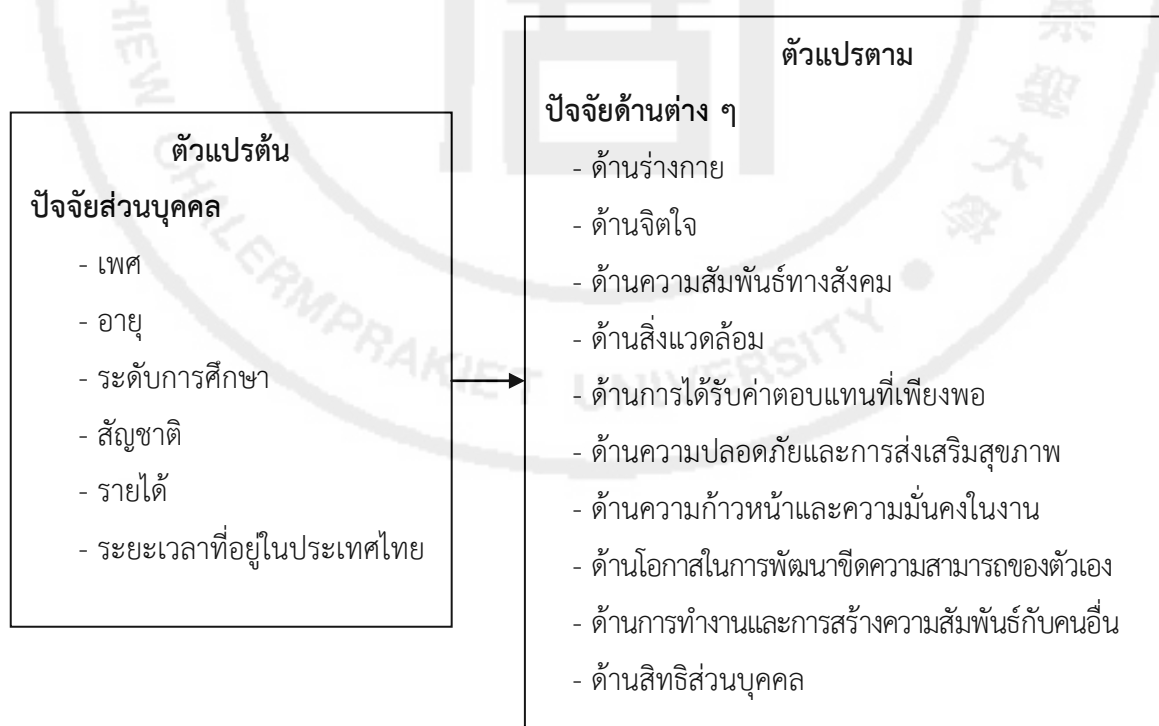 ตัวแปรต้น
ปัจจัยส่วนบุคคล
- เพศ
- อายุ
- ระดับการศึกษา
- สัญชาติ
- รายได้
- ระยะเวลาที่อยู่ในประเทศไทย
ตัวแปรตาม
ปัจจัยด้านต่าง ๆ
- ด้านร่างกาย
- ด้านจิตใจ
- ด้านความสัมพันธ์ทางสังคม
- ด้านสิ่งแวดล้อม
- ด้านการได้รับค่าตอบแทนที่เพียงพอ
- ด้านความปลอดภัยและการส่งเสริมสุขภาพ
- ด้านความก้าวหน้าและความมั่นคงในงาน
- ด้านโอกาสในการพัฒนาขีดความสามารถของตัวเอง
- ด้านการทำงานและการสร้างความสัมพันธ์กับคนอื่น
- ด้านสิทธิส่วนบุคคล
CHLERMPRAKIET UNIVERSITY
崇聖大學